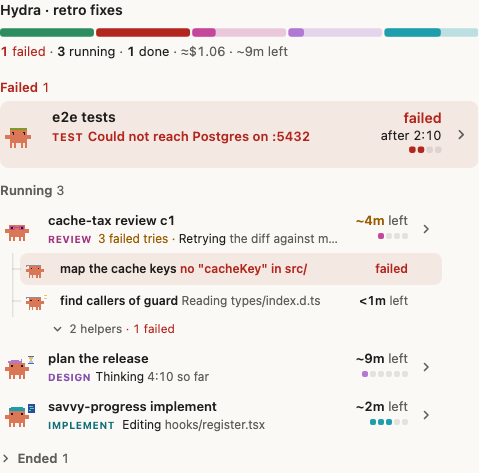 Hydra · retro fixes
1 failed · 3 running · 1 done · ≈$1.06 · ~9m left
Failed 1
e2e tests failed
TEST Could not reach Postgres on :5432 after 2:10
Running 3
cache-tax review c1 ~4m left
REVIEW 3 failed tries · Retrying the diff against m…
map the cache keys no "cacheKey" in src/ failed
find callers of guard Reading types/index.d.ts <1m left
2 helpers · 1 failed
plan the release ~9m left
DESIGN Thinking 4:10 so far
savvy-progress implement ~2m left
IMPLEMENT Editing hooks/register.tsx
Ended 1